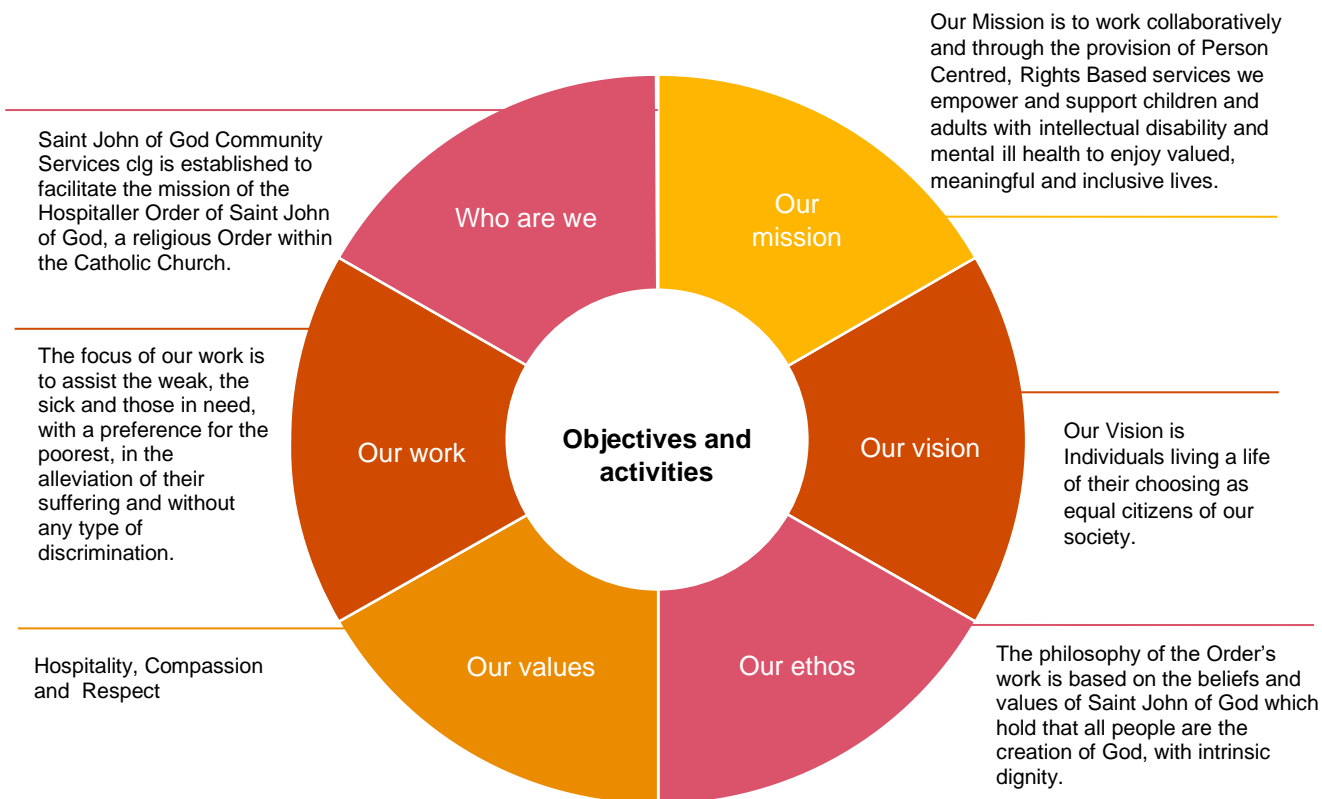 Our Mission is to work collaboratively
and through the provision of Person
Centred, Rights Based services we
empower and support children and
adults with intellectual disability and
mental ill health to enjoy valued,
meaningful and inclusive lives.
Saint John of God Community
Services clg is established to
facilitate the mission of the
Hospitaller Order of Saint John
of God, a religious Order within
the Catholic Church.
Who are we
Our
mission
The focus of our work is
to assist the weak, the
sick and those in need,
with a preference for the
poorest, in the
alleviation of their
suffering and without
any type of
discrimination.
Our work
Objectives and
activities
Our vision
Our Vision is
Individuals living a life
of their choosing as
equal citizens of our
society.
Hospitality, Compassion
and Respect
Our values
Our ethos
The philosophy of the Order’s
work is based on the beliefs and
values of Saint John of God which
hold that all people are the
creation of God, with intrinsic
dignity.